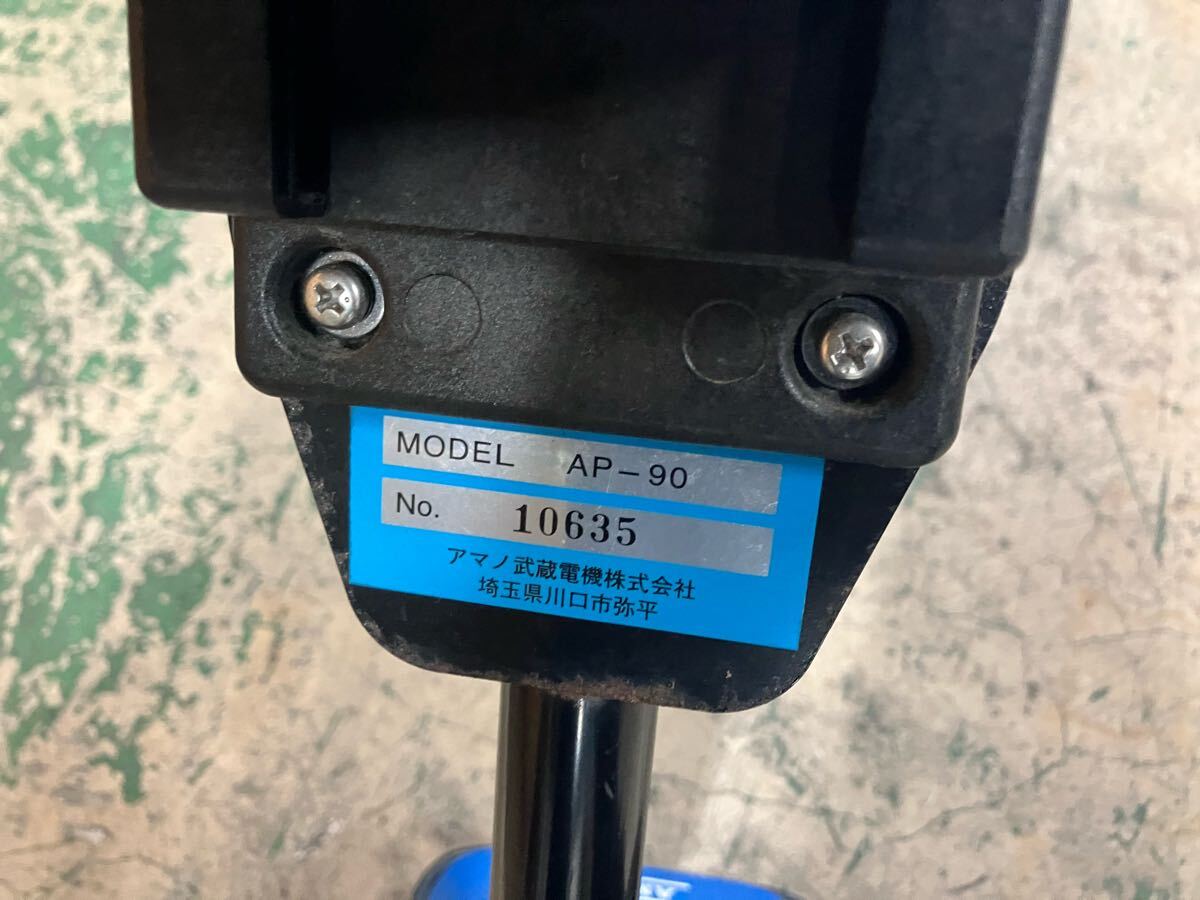 MODEL AP-90
No. 10635
アマノ武蔵電機株式会社
埼玉県川口市弥平